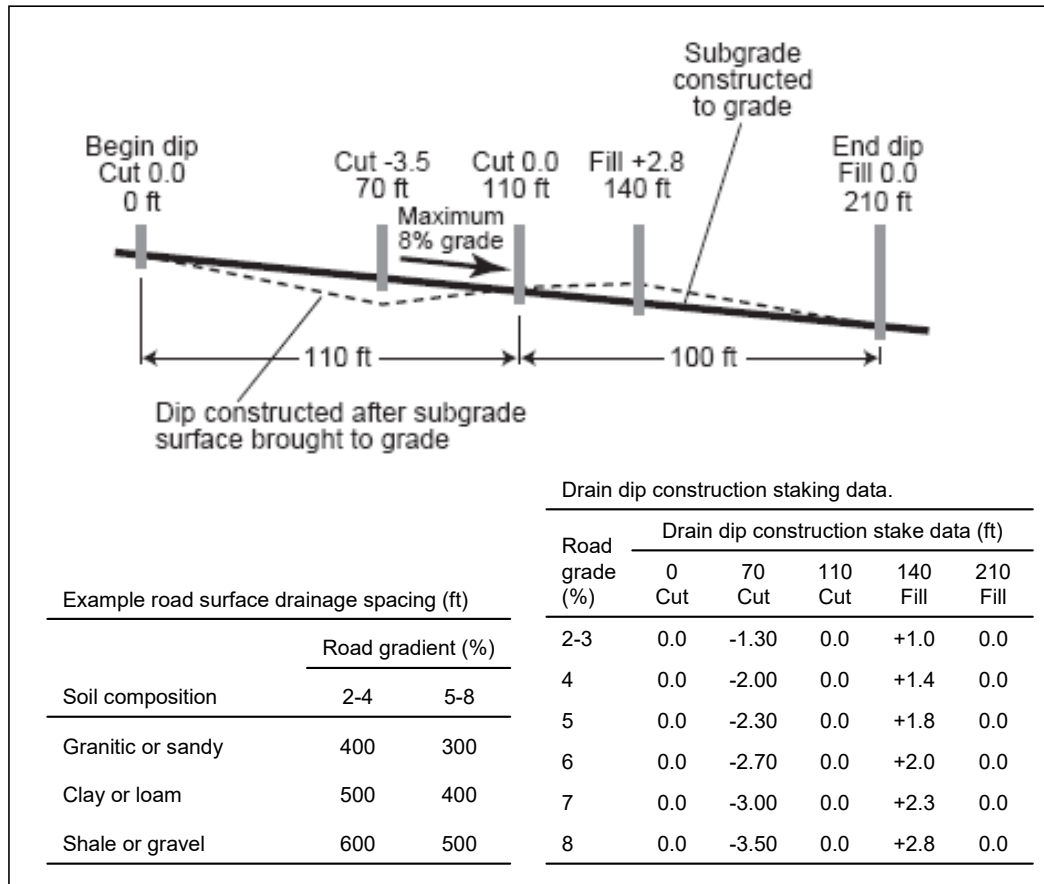 Subgrade
constructed
to grade
Begin dip
Cut 0.0
0 ft
Cut -3.5
70 ft
Cut 0.0
110 ft
Fill +2.8
140 ft
End dip
Fill 0.0
210 ft
Maximum
8% grade
110 ft
100 ft
Dip constructed after subgrade
surface brought to grade
Example road surface drainage spacing (ft)
Road gradient (%)
Soil composition 2-4 5-8
Granitic or sandy 400 300
Clay or loam 500 400
Shale or gravel 600 500
Drain dip construction staking data.
Road
grade
(%)
Drain dip construction stake data (ft)
0 70 110 140 210
Cut Cut Cut Fill Fill
2-3 0.0 -1.30 0.0 +1.0 0.0
4 0.0 -2.00 0.0 +1.4 0.0
5 0.0 -2.30 0.0 +1.8 0.0
6 0.0 -2.70 0.0 +2.0 0.0
7 0.0 -3.00 0.0 +2.3 0.0
8 0.0 -3.50 0.0 +2.8 0.0